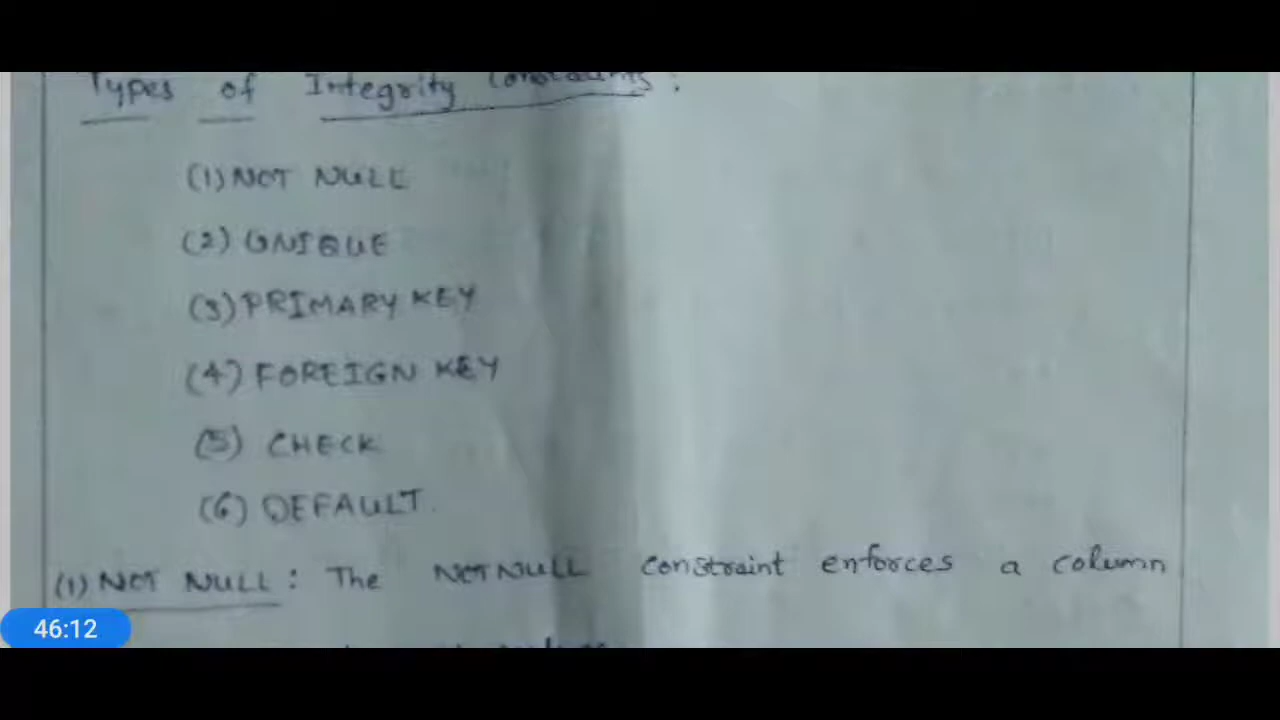 Types of Integrity Constraints:
(1) NOT NULL
(2) UNIQUE
(3) PRIMARY KEY
(4) FOREIGN KEY
(5) CHECK
(6) DEFAULT.
(1) NOT NULL: The NOT NULL constraint enforces a column
46:12